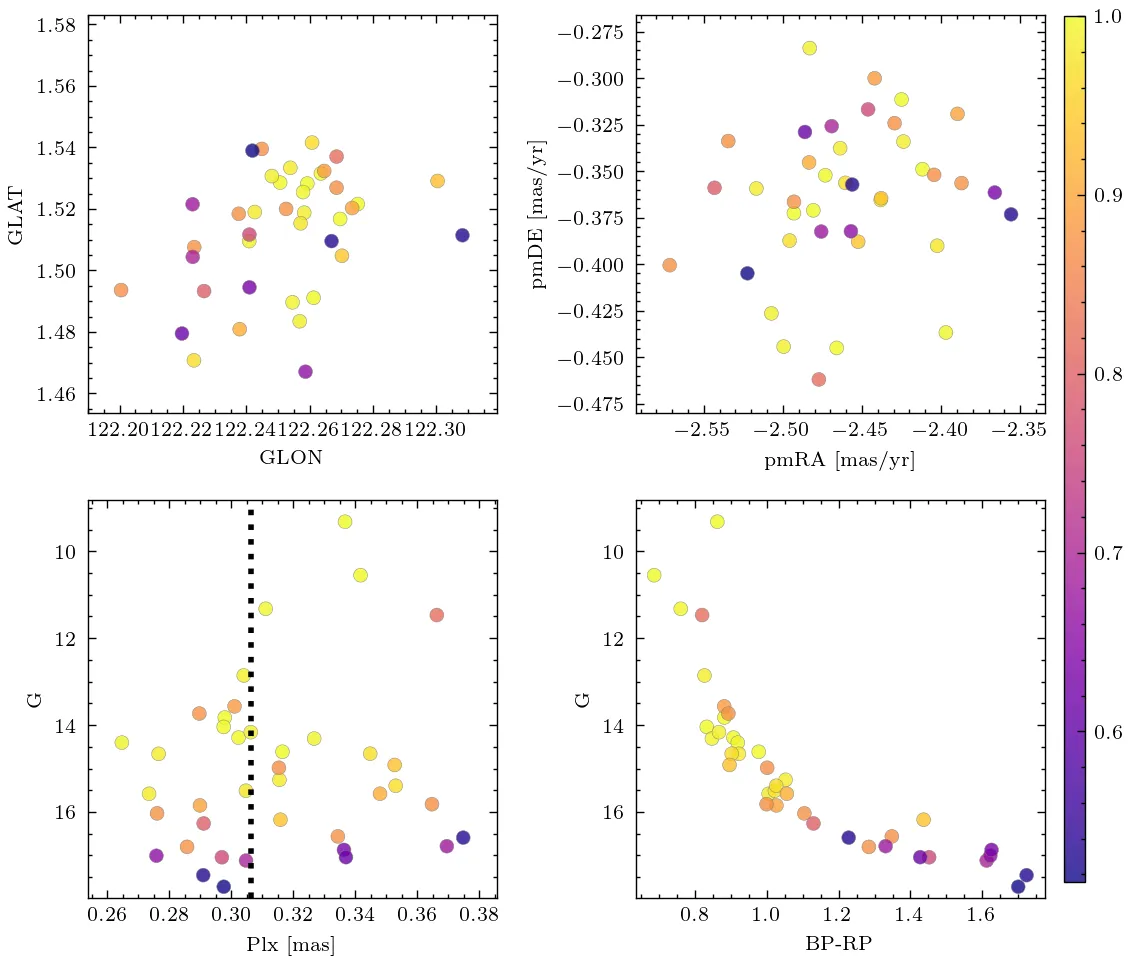 1.58
1.56
1.54
1.52
1.50
1.48
1.46
GLAT
122.20 122.22 122.24 122.26 122.28 122.30
GLON
−0.275
−0.300
−0.325
−0.350
−0.375
−0.400
−0.425
−0.450
−0.475
pmDE [mas/yr]
−2.55 −2.50 −2.45 −2.40 −2.35
pmRA [mas/yr]
1.0
0.9
0.8
0.7
0.6
10
12
14
16
G
0.26 0.28 0.30 0.32 0.34 0.36 0.38
Plx [mas]
10
12
14
16
G
0.8 1.0 1.2 1.4 1.6
BP-RP